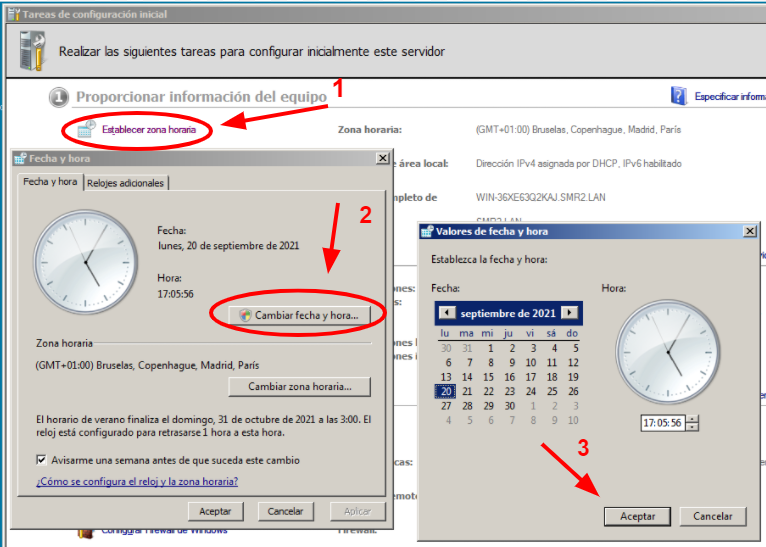 Tareas de configuración inicial
Realizar las siguientes tareas para configurar inicialmente este servidor
1 Proporcionar información del equipo
1
Especificar inform
Establecer zona horaria
Zona horaria:
(GMT+01:00) Bruselas, Copenhague, Madrid, París
área local:
Dirección IPv4 asignada por DHCP, IPv6 habilitado
mpleto de
WIN-36XE63Q2KAJ.SMR2.LAN
Fecha y hora
Fecha y hora
Relojes adicionales
2
Fecha:
lunes, 20 de septiembre de 2021
Hora:
17:05:56
Cambiar fecha y hora...
Zona horaria
(GMT+01:00) Bruselas, Copenhague, Madrid, París
Cambiar zona horaria...
El horario de verano finaliza el domingo, 31 de octubre de 2021 a las 3:00. El
reloj está configurado para retrasarse 1 hora a esta hora.
Avisarme una semana antes de que suceda este cambio
¿Cómo se configura el reloj y la zona horaria?
Aceptar
Cancelar
Aplicar
Configurar Firewall de Windows
Firewall:
ones:
s:
cas:
Valores de fecha y hora
Establezca la fecha y hora:
Fecha:
Hora:
septiembre de 2021
lu ma mi ju vi sá do
30 31 1 2 3 4 5
6 7 8 9 10 11 12
13 14 15 16 17 18 19
20 21 22 23 24 25 26
27 28 29 30 1 2 3
4 5 6 7 8 9 10
17:05:56
3
Aceptar
Cancelar